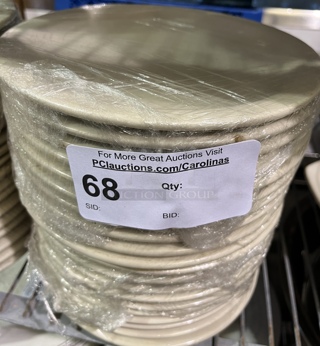 For More Great Auctions Visit
PCIauctions.com/Carolinas
68 Qty:
SID: BID: